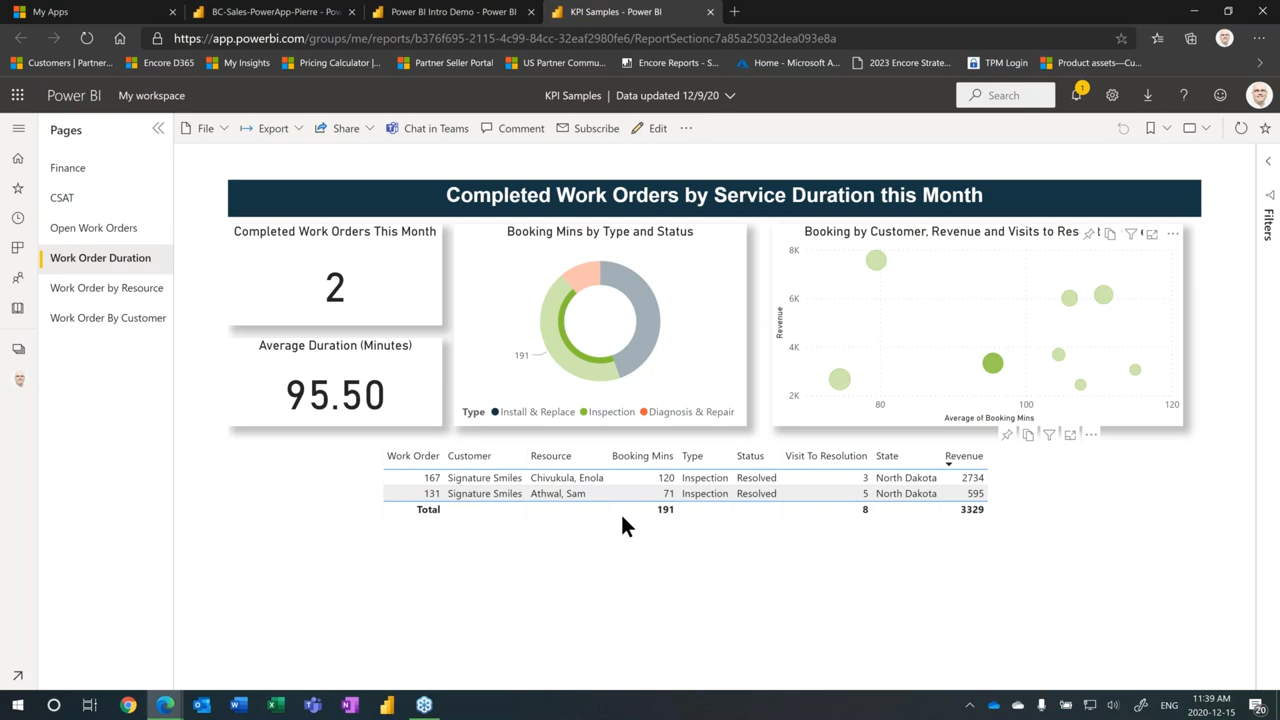 My Apps
BC-Sales-PowerApp-Pierre - Pow
Power BI Intro Demo - Power BI
KPI Samples - Power BI
https://app.powerbi.com/groups/me/reports/b376f695-2115-4c99-84cc-32eaf2980fe6/ReportSectionc7a85a25032dea093e8a
Customers | Partner... Encore D365 My Insights Pricing Calculator |... Partner Seller Portal US Partner Commu... Encore Reports - S... Home - Microsoft A... 2023 Encore Strate... TPM Login Product assets—Cu...
Power BI My workspace KPI Samples | Data updated 12/9/20 Search 1
Pages File Export Share Chat in Teams Comment Subscribe Edit
Finance
CSAT
Open Work Orders
Work Order Duration
Work Order by Resource
Work Order By Customer
Filters
Completed Work Orders by Service Duration this Month
Completed Work Orders This Month
2
Average Duration (Minutes)
95.50
Booking Mins by Type and Status
191
Type Install & Replace Inspection Diagnosis & Repair
Booking by Customer, Revenue and Visits to Res
8K
6K
4K
2K
Revenue
80 100 120
Average of Booking Mins
Work Order Customer Resource Booking Mins Type Status Visit To Resolution State Revenue
167 Signature Smiles Chivukula, Enola 120 Inspection Resolved 3 North Dakota 2734
131 Signature Smiles Athwal, Sam 71 Inspection Resolved 5 North Dakota 595
Total 191 8 3329
ENG
11:39 AM
2020-12-15
20